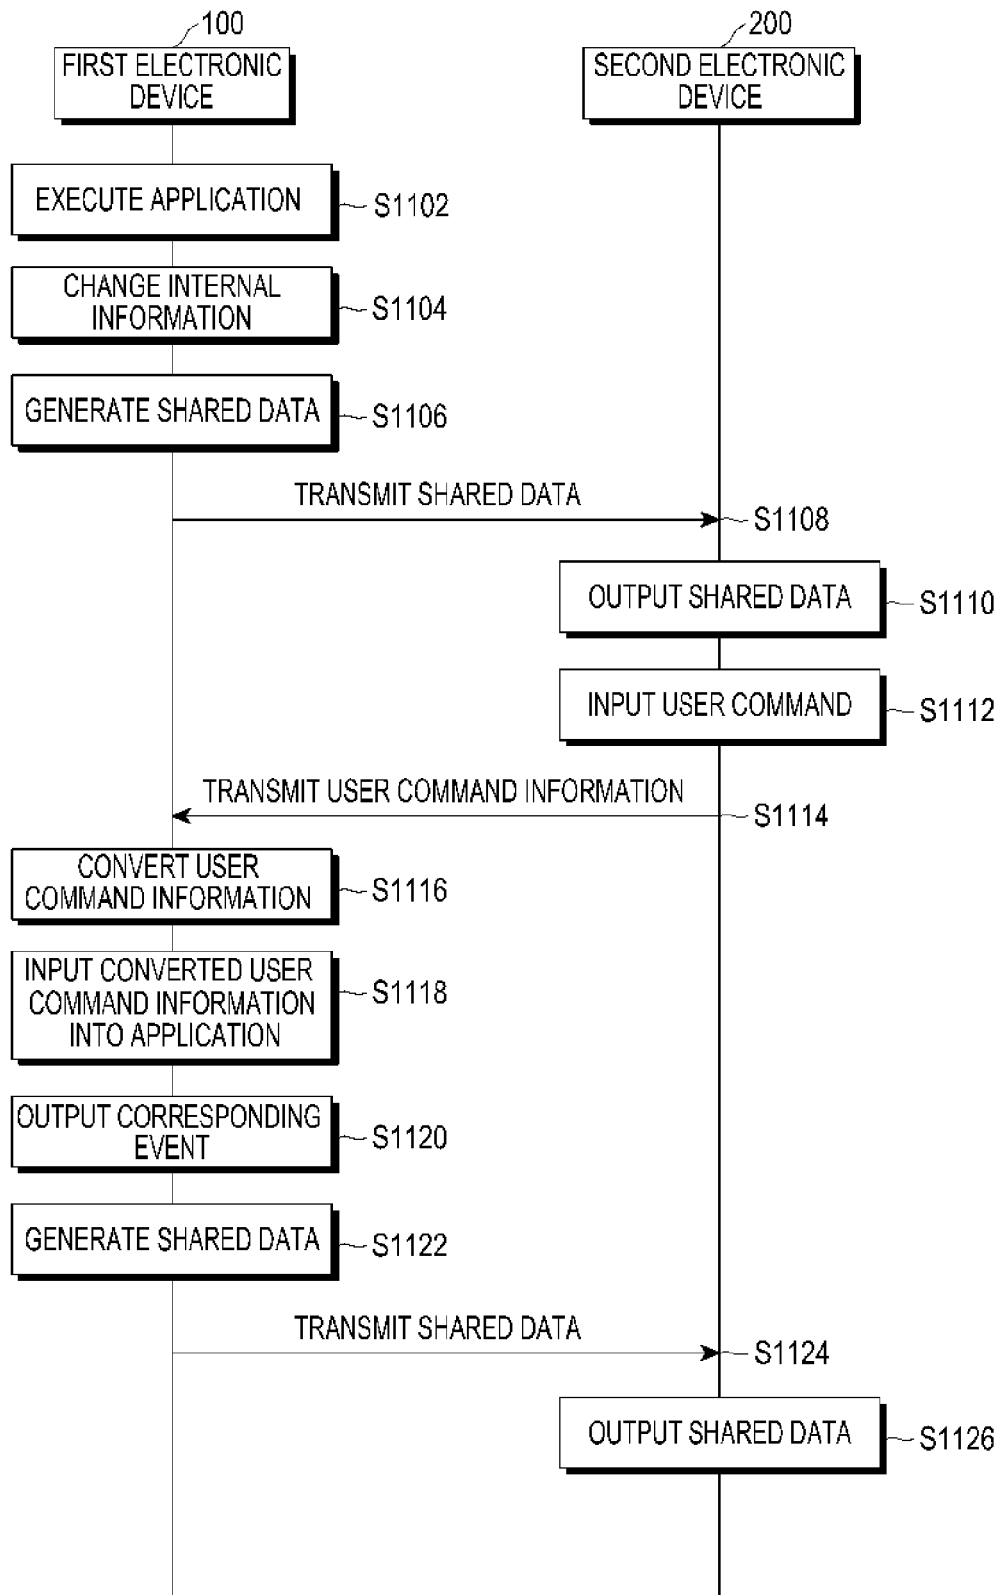 100
200
FIRST ELECTRONIC
DEVICE
SECOND ELECTRONIC
DEVICE
EXECUTE APPLICATION
S1102
CHANGE INTERNAL
INFORMATION
S1104
GENERATE SHARED DATA
S1106
TRANSMIT SHARED DATA
S1108
OUTPUT SHARED DATA
S1110
INPUT USER COMMAND
S1112
TRANSMIT USER COMMAND INFORMATION
S1114
CONVERT USER
COMMAND INFORMATION
S1116
INPUT CONVERTED USER
COMMAND INFORMATION
INTO APPLICATION
S1118
OUTPUT CORRESPONDING
EVENT
S1120
GENERATE SHARED DATA
S1122
TRANSMIT SHARED DATA
S1124
OUTPUT SHARED DATA
S1126